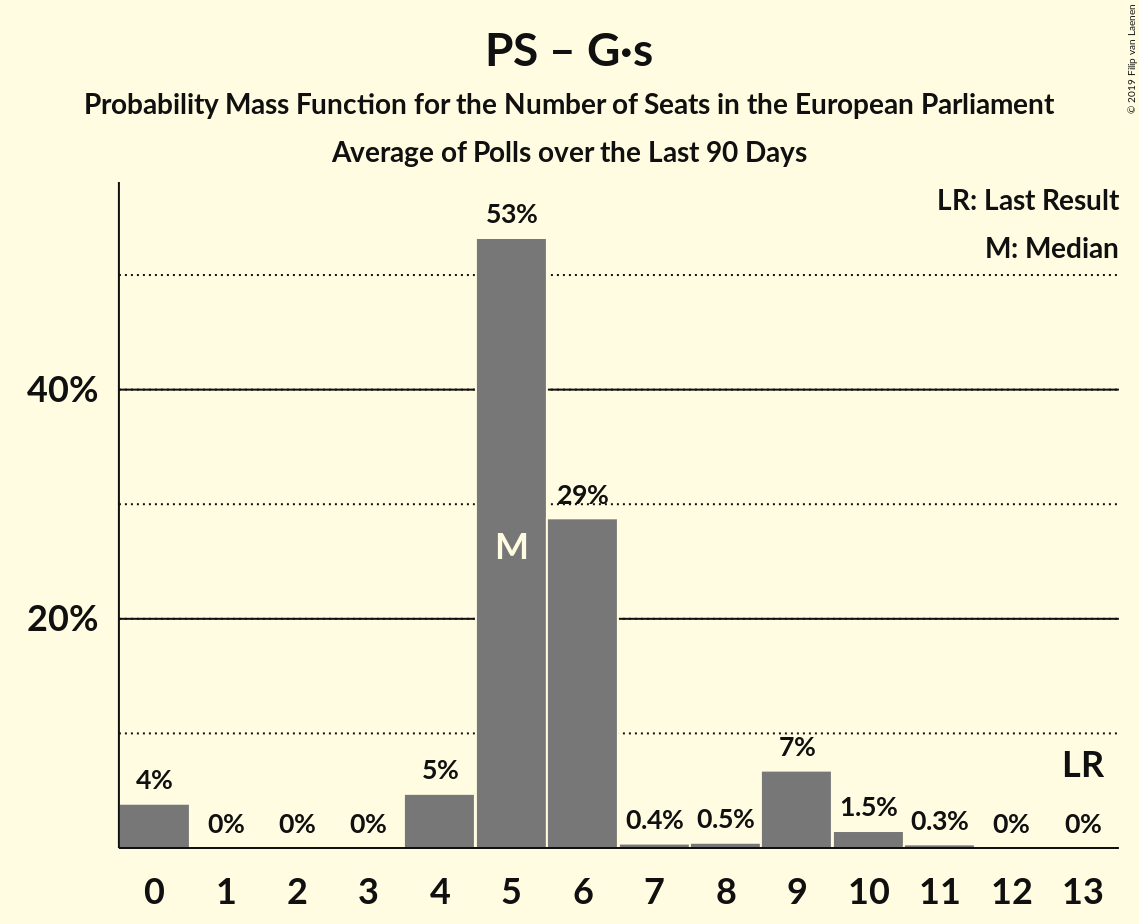 PS – G·s
Probability Mass Function for the Number of Seats in the European Parliament
Average of Polls over the Last 90 Days
© 2019 Filip van Laenen
LR: Last Result
M: Median
53%
40%
29%
M
20%
7%
LR
4%
5%
0%
0%
0%
0.4%
0.5%
1.5%
0.3%
0%
0%
0 1 2 3 4 5 6 7 8 9 10 11 12 13